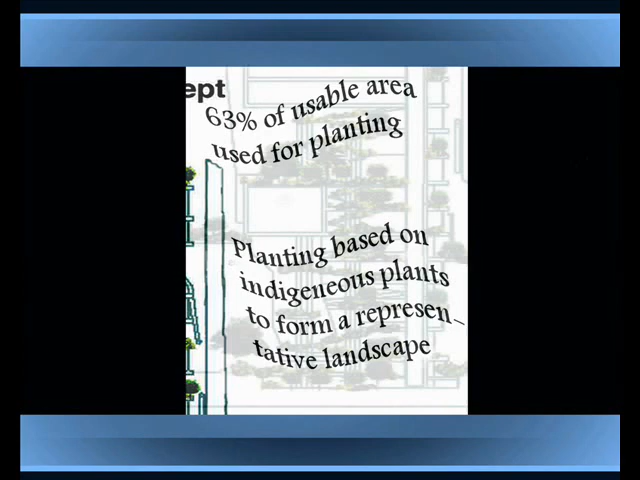 ept
63% of usable area
used for planting
Planting based on
indigeneous plants
to form a represen-
tative landscape